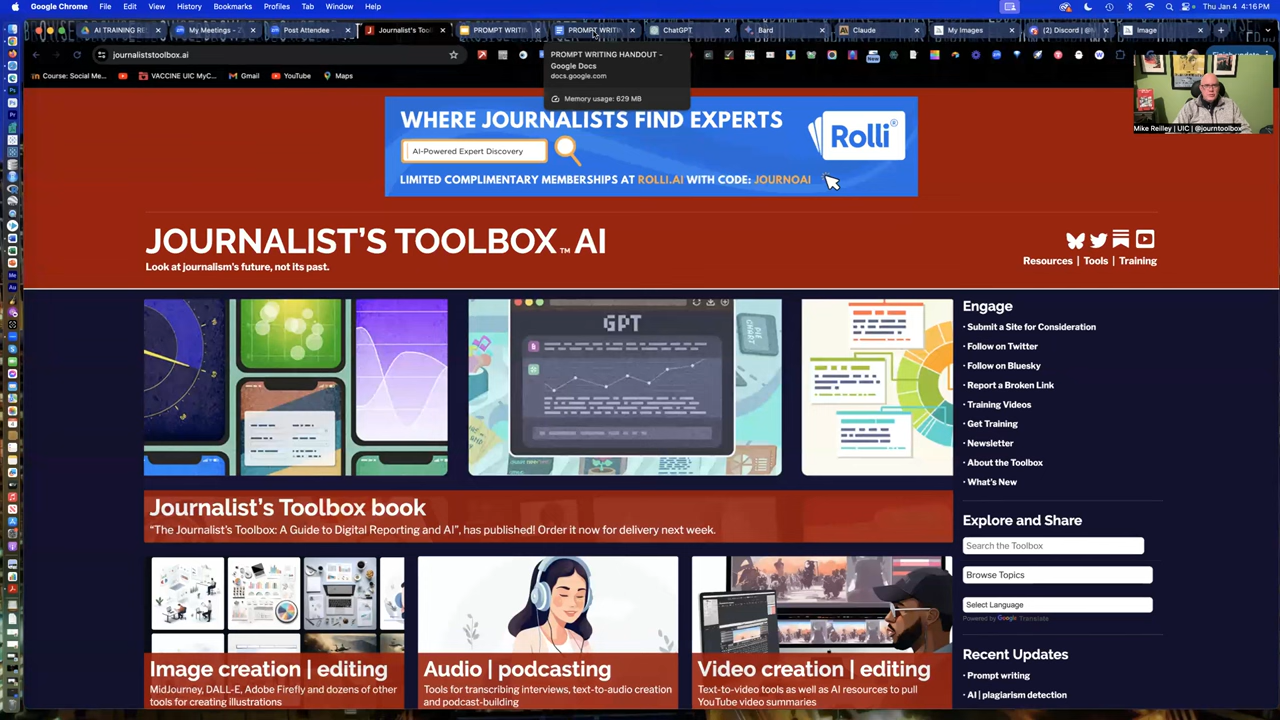 Google Chrome File Edit View History Bookmarks Profiles Tab Window Help
Thu Jan 4 4:16 PM
AI TRAINING RE
My Meetings - Z
Post Attendee -
Journalist's Too
PROMPT WRITIN
PROMPT WRITI
ChatGPT
Bard
Claude
My Images
(2) Discord | @
Image
journaliststoolbox.ai
Course: Social Me...
VACCINE UIC MyC...
Gmail
YouTube
Maps
PROMPT WRITING HANDOUT –
Google Docs
docs.google.com
Memory usage: 629 MB
New
Mike Reilley | UIC | @journtoolbox
WHERE JOURNALISTS FIND EXPERTS
AI-Powered Expert Discovery
Rolli
LIMITED COMPLIMENTARY MEMBERSHIPS AT ROLLI.AI WITH CODE: JOURNOAI
JOURNALIST'S TOOLBOX™ AI
Look at journalism's future, not its past.
Resources | Tools | Training
GPT
Journalist's Toolbox book
“The Journalist's Toolbox: A Guide to Digital Reporting and AI”, has published! Order it now for delivery next week.
Image creation | editing
MidJourney, DALL-E, Adobe Firefly and dozens of other
tools for creating illustrations
Audio | podcasting
Tools for transcribing interviews, text-to-audio creation
and podcast-building
Video creation | editing
Text-to-video tools as well as AI resources to pull
YouTube video summaries
Engage
• Submit a Site for Consideration
• Follow on Twitter
• Follow on Bluesky
• Report a Broken Link
• Training Videos
• Get Training
• Newsletter
• About the Toolbox
• What's New
Explore and Share
Search the Toolbox
Browse Topics
Select Language
Powered by Google Translate
Recent Updates
• Prompt writing
• AI | plagiarism detection